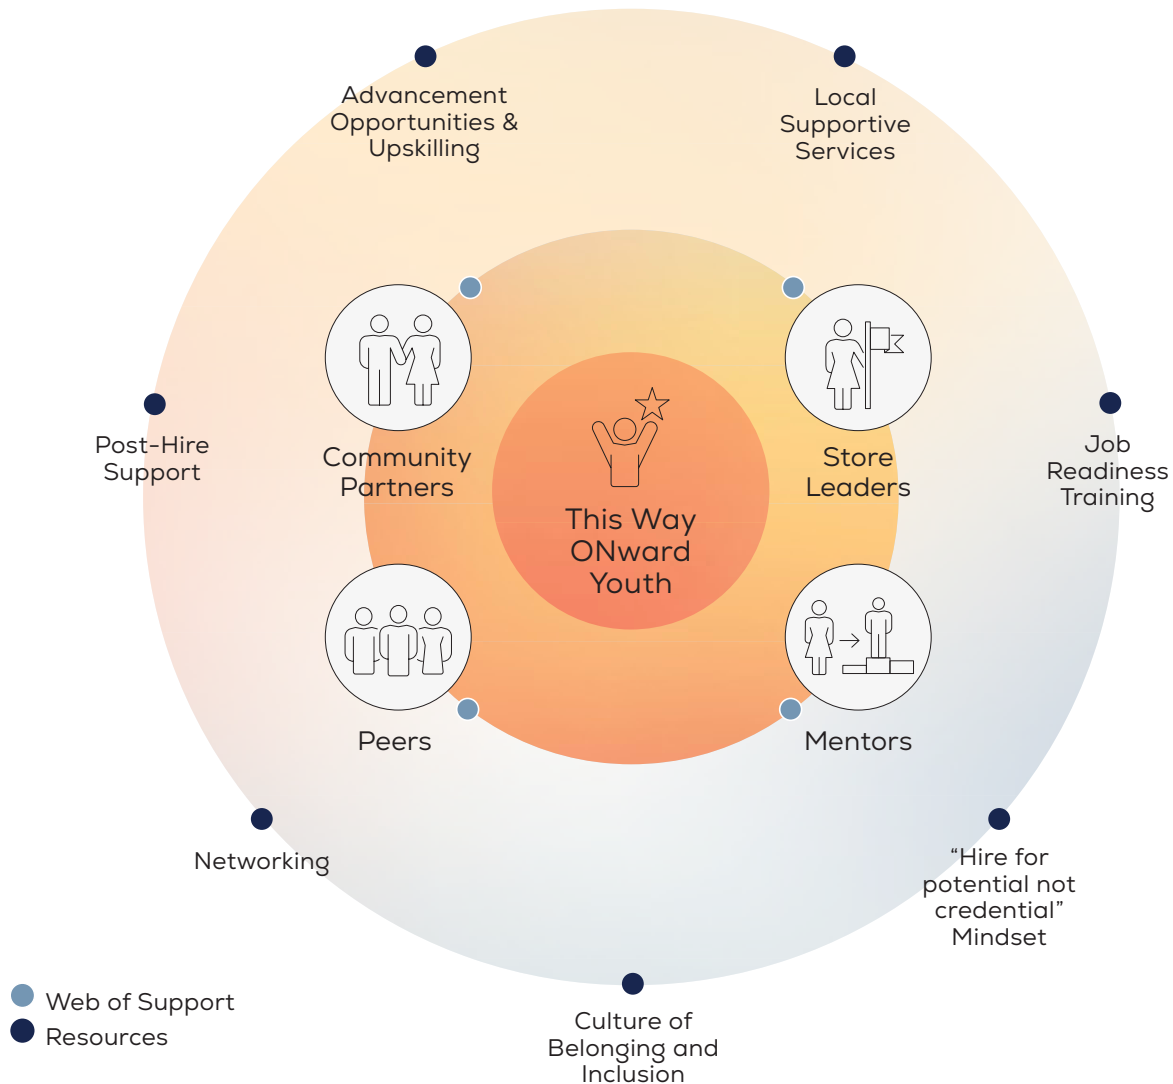 Advancement
Opportunities &
Upskilling
Local
Supportive
Services
Post-Hire
Support
Community
Partners
Store
Leaders
Job
Readiness
Training
This Way
ONward
Youth
Peers
Mentors
Networking
“Hire for
potential not
credential”
Mindset
Culture of
Belonging and
Inclusion
Web of Support
Resources